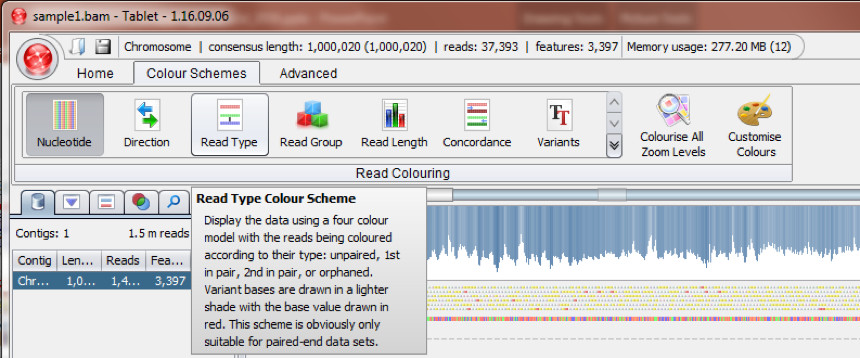 sample1.bam - Tablet - 1.16.09.06
Chromosome | consensus length: 1,000,020 (1,000,020) | reads: 37,393 | features: 3,397 Memory usage: 277.20 MB (12)
Home Colour Schemes Advanced
Nucleotide Direction Read Type Read Group Read Length Concordance Variants Colourise All Zoom Levels Customise Colours
Read Colouring
Contigs: 1 1.5 m reads
Contig Len... Reads Fea...
Chr... 1,0... 1,4... 3,397
Read Type Colour Scheme
Display the data using a four colour
model with the reads being coloured
according to their type: unpaired, 1st
in pair, 2nd in pair, or orphaned.
Variant bases are drawn in a lighter
shade with the base value drawn in
red. This scheme is obviously only
suitable for paired-end data sets.